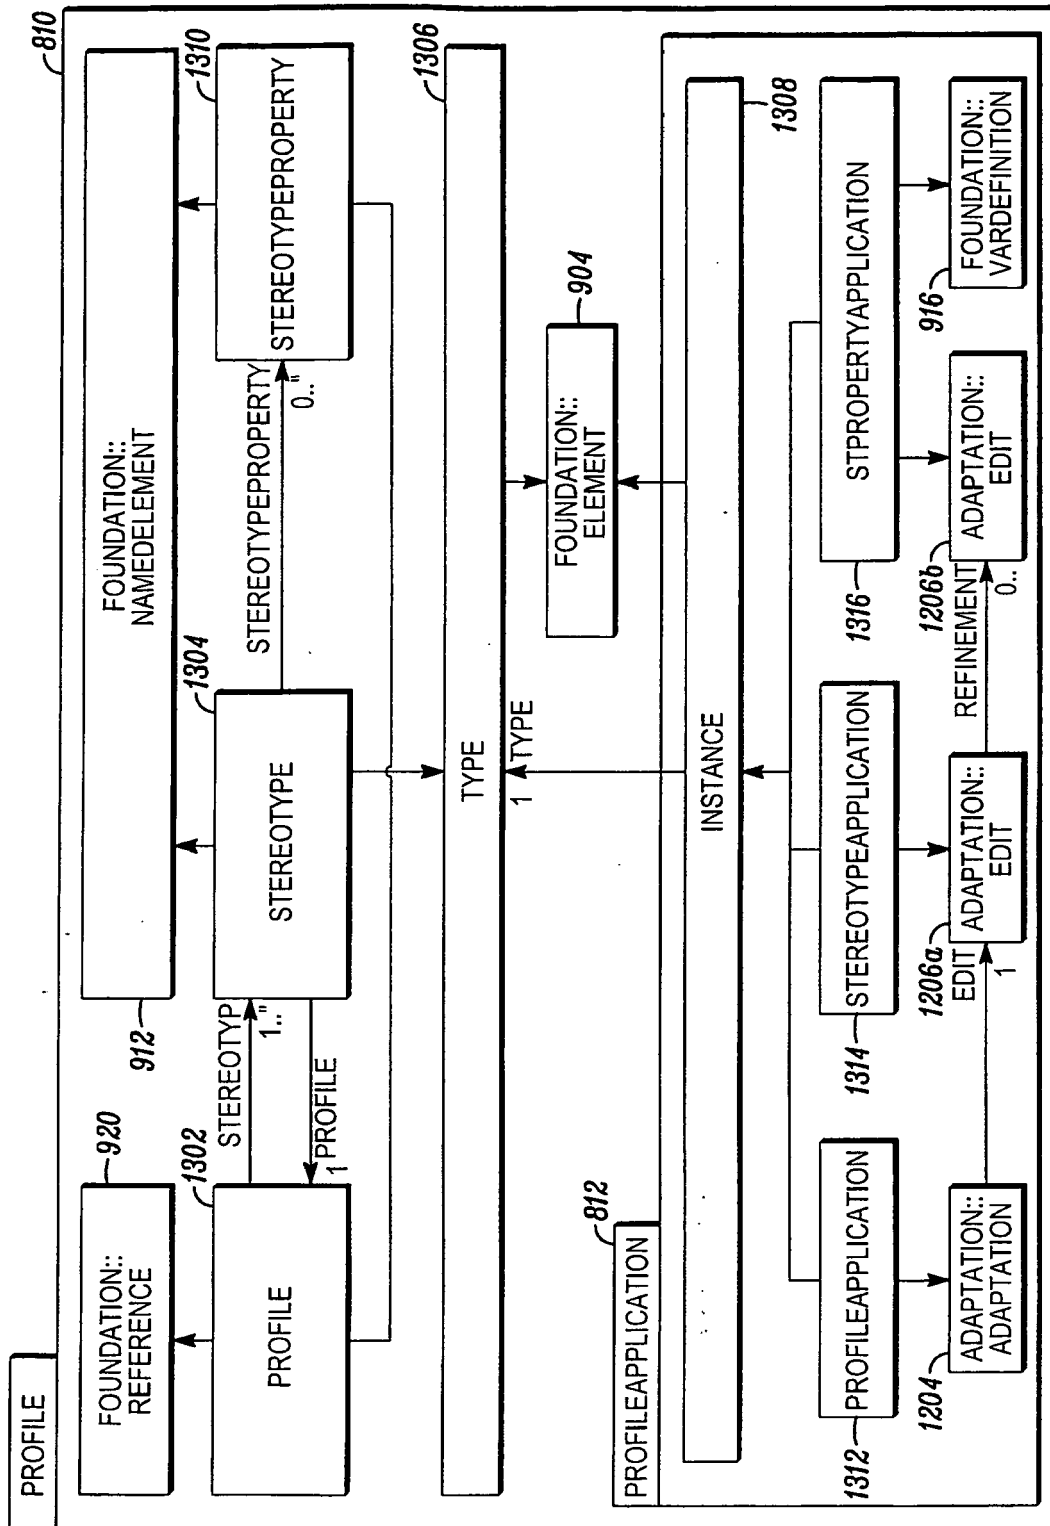 PROFILE
810
FOUNDATION::
REFERENCE
920
FOUNDATION::
NAMEDELEMENT
912
PROFILE
1302
STEREOTYP
1.."
PROFILE
1
STEREOTYPE
1304
STEREOTYPEPROPERTY
0.."
STEREOTYPEPROPERTY
1310
TYPE
1306
1
TYPE
FOUNDATION::
ELEMENT
904
PROFILEAPPLICATION
812
INSTANCE
1308
PROFILEAPPLICATION
1312
STEREOTYPEAPPLICATION
1314
STPROPERTYAPPLICATION
1316
ADAPTATION::
ADAPTATION
1204
EDIT
1
ADAPTATION::
EDIT
1206a
REFINEMENT
0..
ADAPTATION::
EDIT
1206b
FOUNDATION::
VARDEFINITION
916